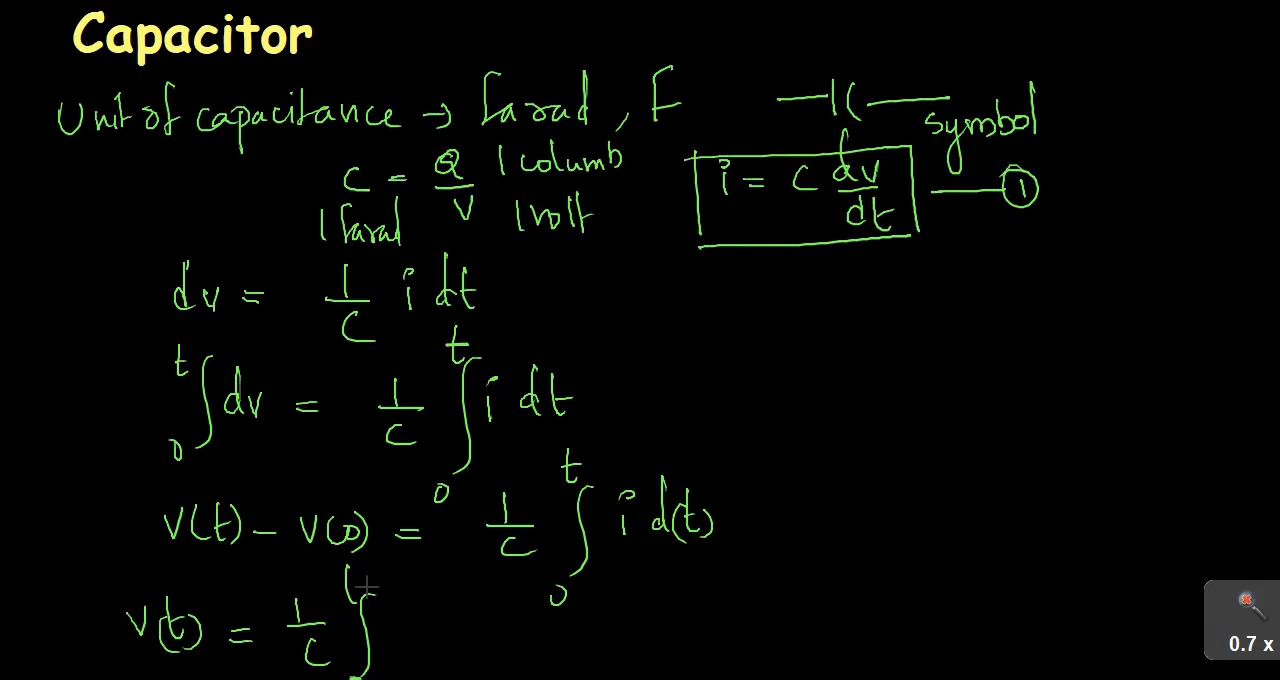 Capacitor
Unit of capacitance → farad, F
symbol
C = Q/V 1 columb
1 farad 1 volt
i = C dv/dt ——— ①
dv = 1/C i dt
∫₀ᵗ dv = 1/C ∫₀ᵗ i dt
V(t) - V(0) = 1/C ∫₀ᵗ i d(t)
V(t) = 1/C ∫
0.7 x